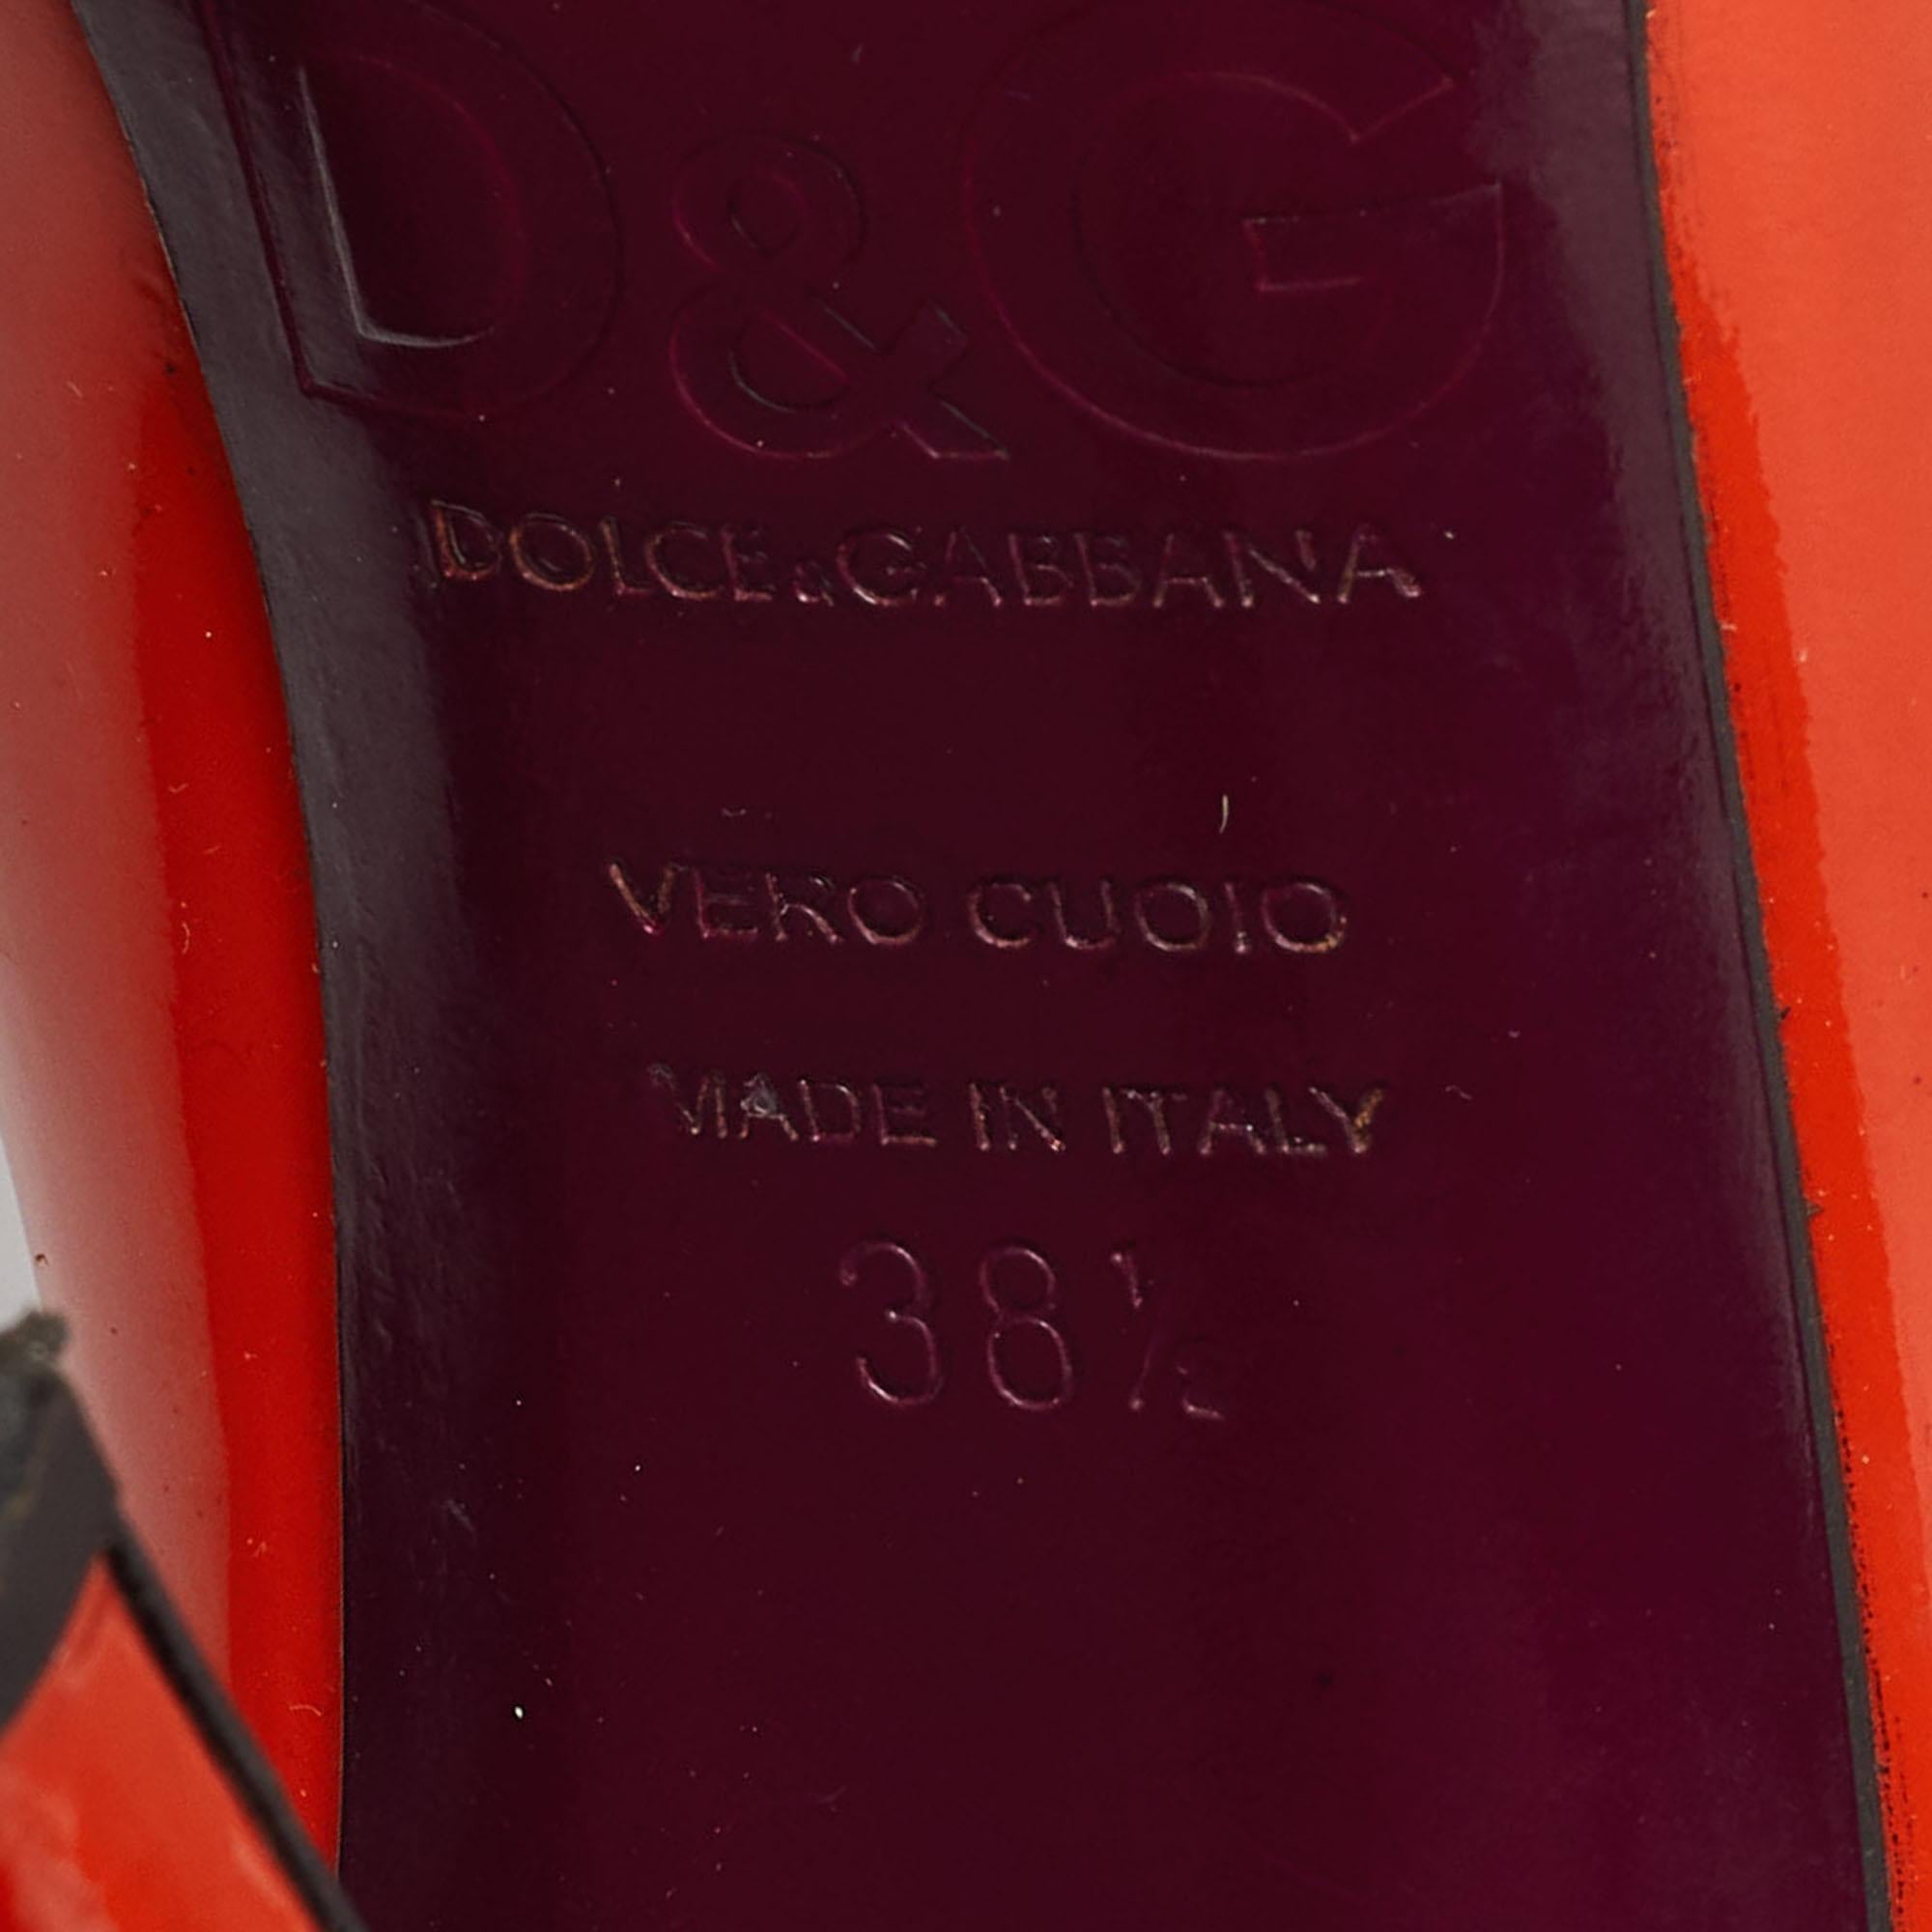 D&G
DOLCE&GABBANA
VERO CUOIO
MADE IN ITALY
38½